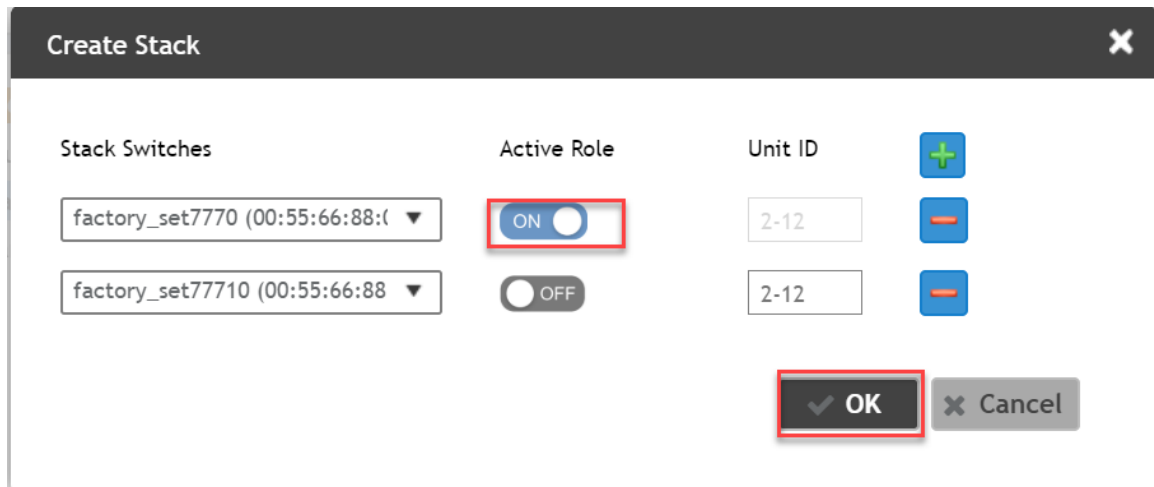 Create Stack
Stack Switches Active Role Unit ID
factory_set7770 (00:55:66:88:( ON 2-12
factory_set77710 (00:55:66:88 OFF 2-12
OK Cancel